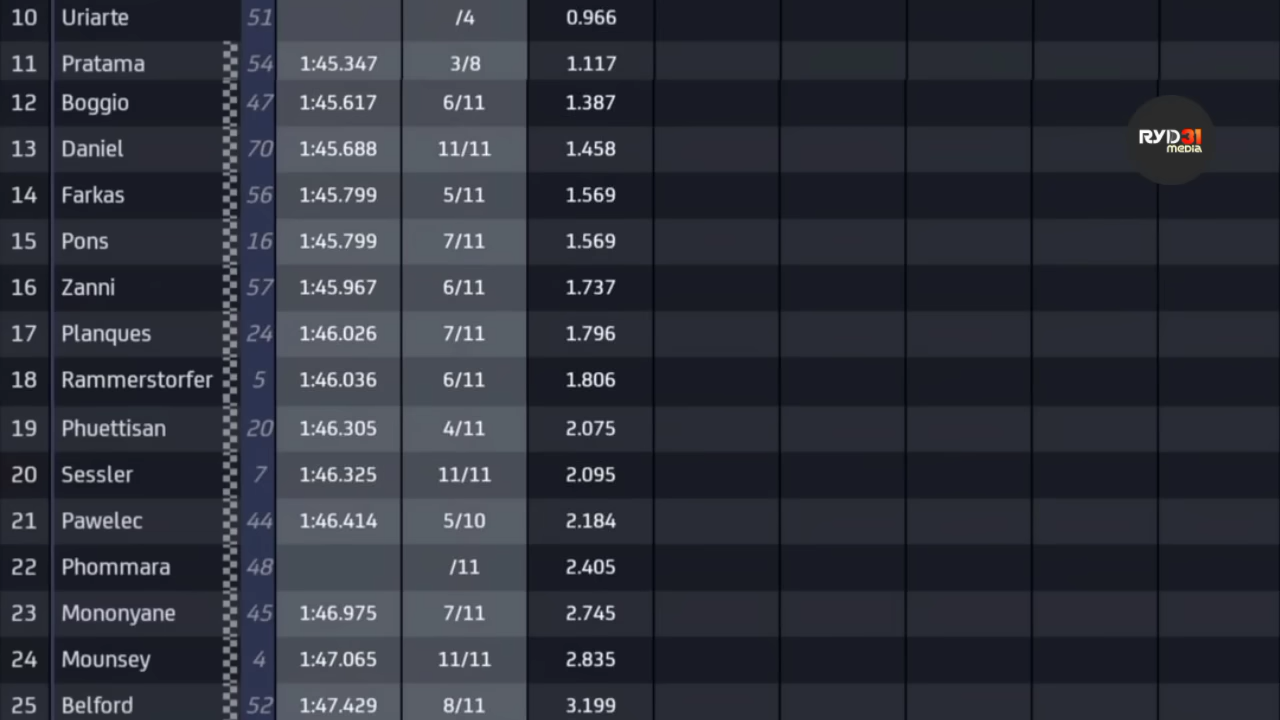 10 Uriarte 51 /4 0.966
11 Pratama 54 1:45.347 3/8 1.117
12 Boggio 47 1:45.617 6/11 1.387
13 Daniel 70 1:45.688 11/11 1.458
RYD31
media
14 Farkas 56 1:45.799 5/11 1.569
15 Pons 16 1:45.799 7/11 1.569
16 Zanni 57 1:45.967 6/11 1.737
17 Planques 24 1:46.026 7/11 1.796
18 Rammerstorfer 5 1:46.036 6/11 1.806
19 Phuettisan 20 1:46.305 4/11 2.075
20 Sessler 7 1:46.325 11/11 2.095
21 Pawelec 44 1:46.414 5/10 2.184
22 Phommara 48 /11 2.405
23 Mononyane 45 1:46.975 7/11 2.745
24 Mounsey 4 1:47.065 11/11 2.835
25 Belford 52 1:47.429 8/11 3.199